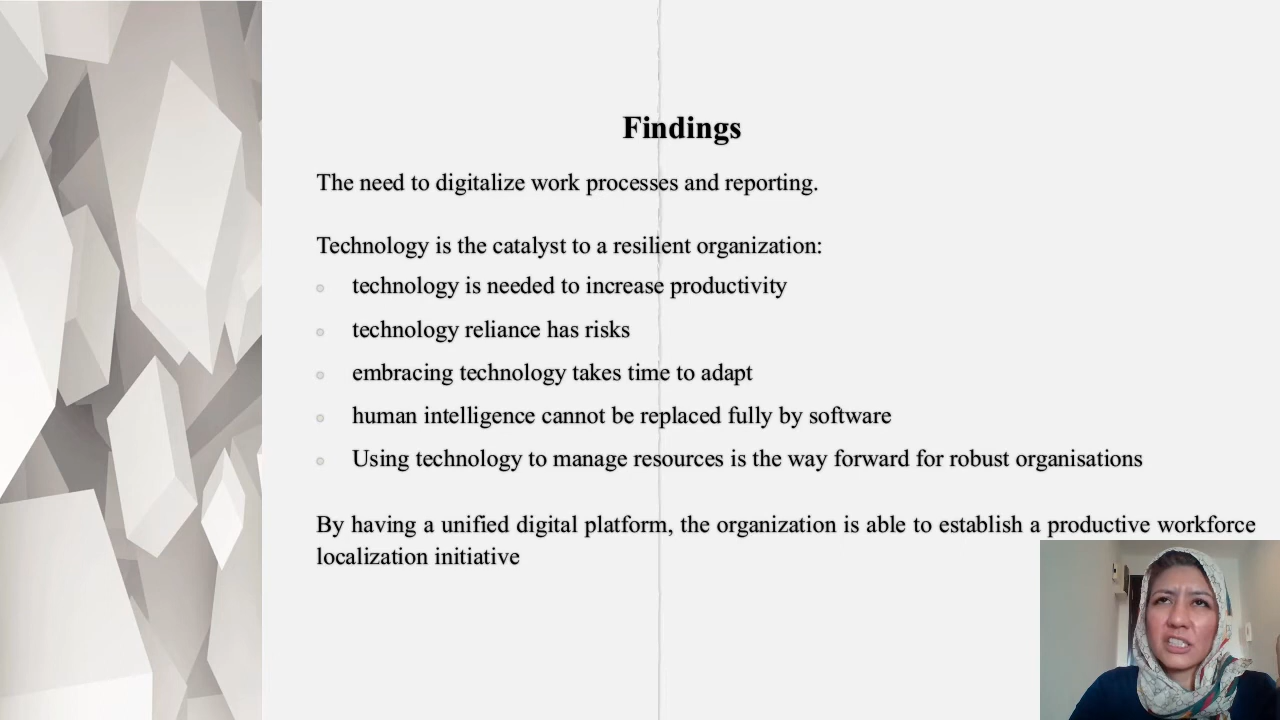 Findings
The need to digitalize work processes and reporting.
Technology is the catalyst to a resilient organization:
technology is needed to increase productivity
technology reliance has risks
embracing technology takes time to adapt
human intelligence cannot be replaced fully by software
Using technology to manage resources is the way forward for robust organisations
By having a unified digital platform, the organization is able to establish a productive workforce
localization initiative